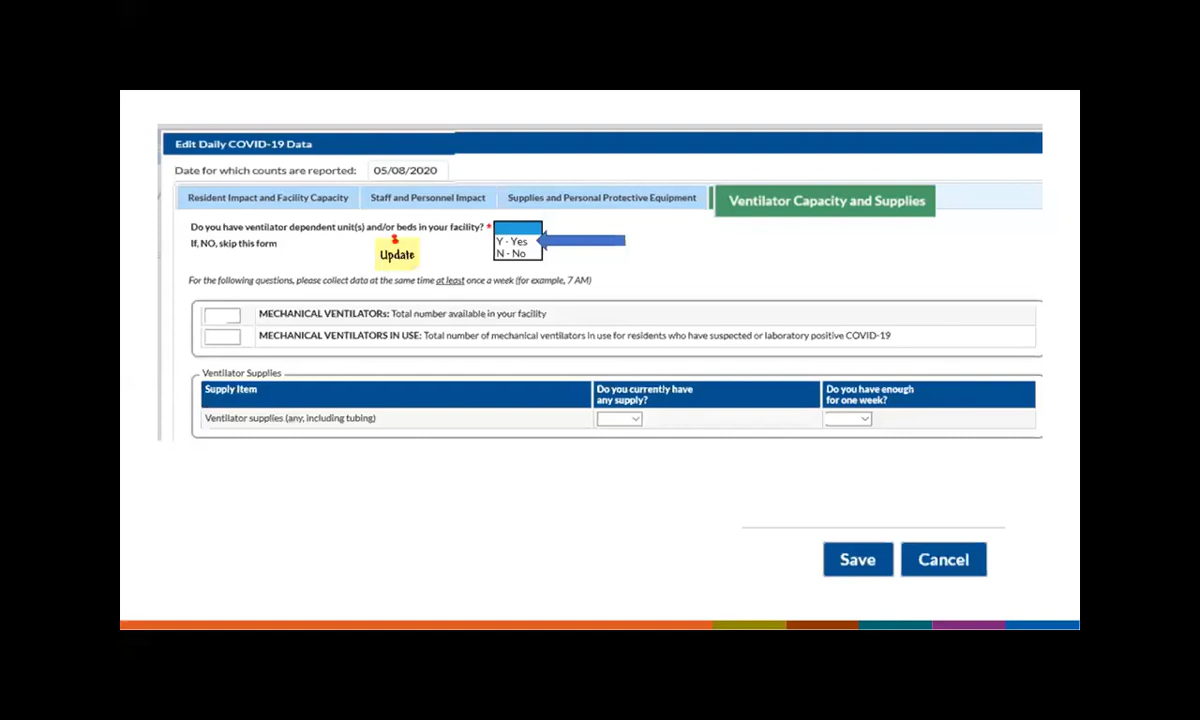 Edit Daily COVID-19 Data
Date for which counts are reported: 05/08/2020
Resident Impact and Facility Capacity Staff and Personnel Impact Supplies and Personal Protective Equipment Ventilator Capacity and Supplies
Do you have ventilator dependent unit(s) and/or beds in your facility? *
Y - Yes
If, NO, skip this form
N - No
Update
For the following questions, please collect data at the same time at least once a week (for example, 7 AM)
MECHANICAL VENTILATORs: Total number available in your facility
MECHANICAL VENTILATORS IN USE: Total number of mechanical ventilators in use for residents who have suspected or laboratory positive COVID-19
Ventilator Supplies
Supply Item
Do you currently have
any supply?
Do you have enough
for one week?
Ventilator supplies (any, including tubing)
Save Cancel